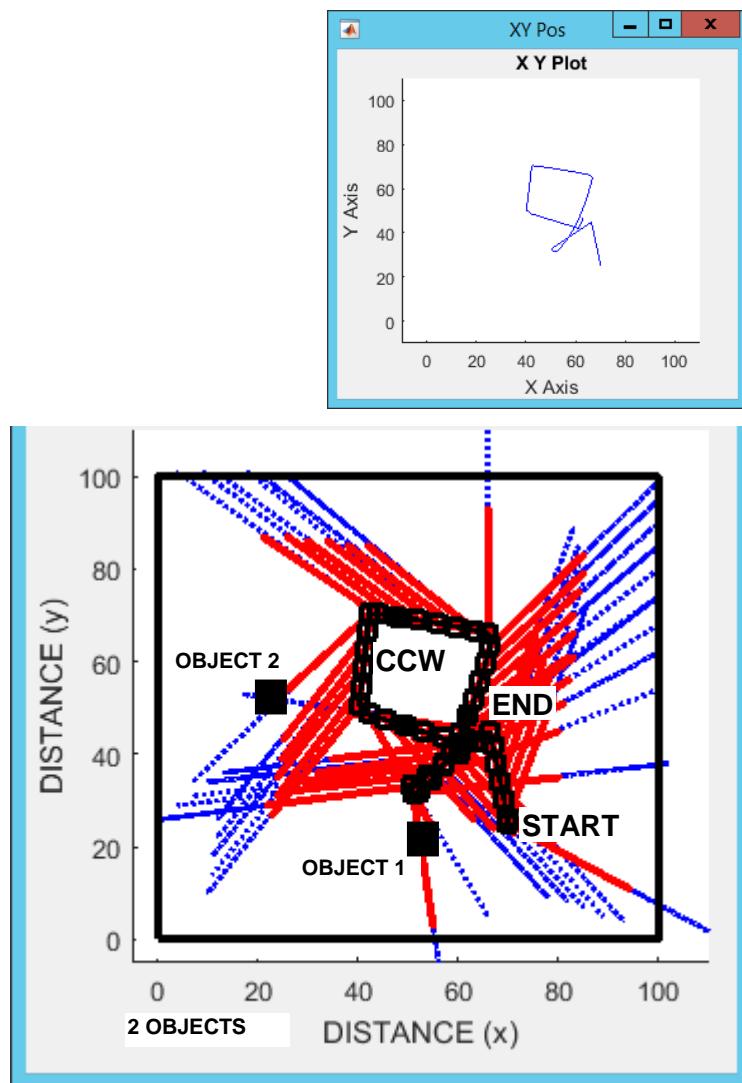 XY Pos
X Y Plot
100
80
60
40
20
0
Y Axis
0 20 40 60 80 100
X Axis
100
80
60
40
20
0
DISTANCE (y)
OBJECT 2
CCW
END
START
OBJECT 1
0 20 40 60 80 100
2 OBJECTS
DISTANCE (x)